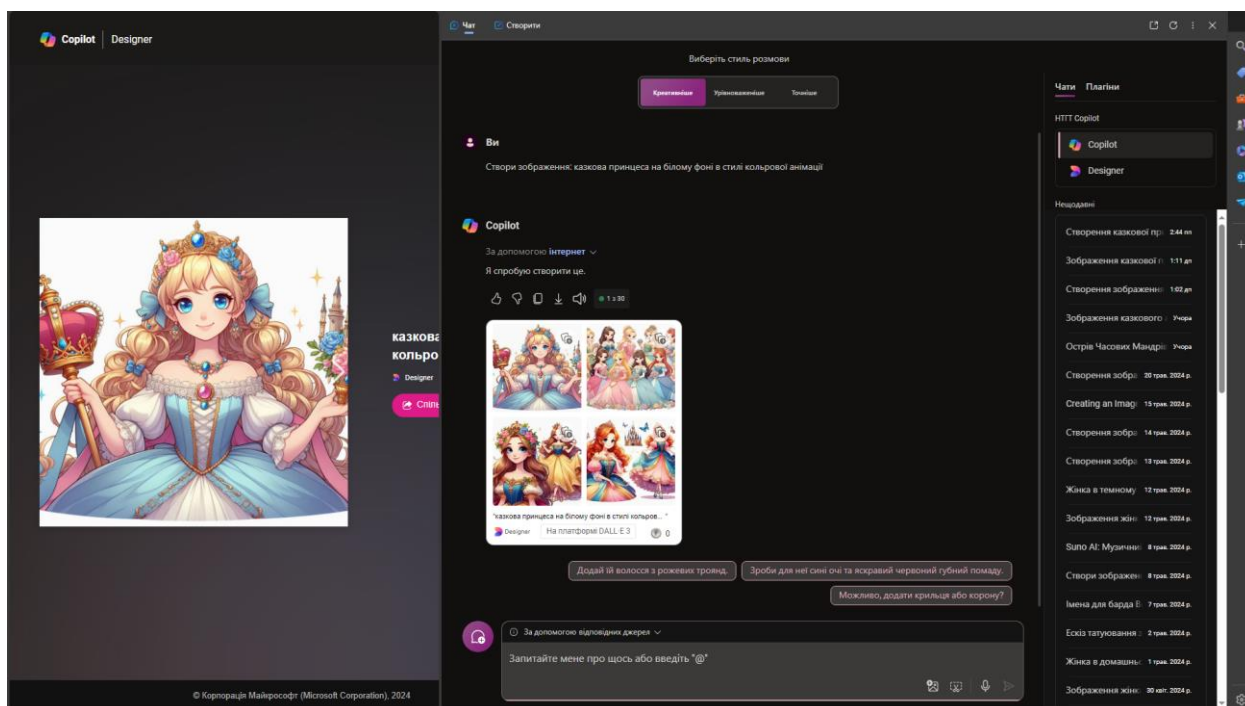 Copilot | Designer
казкова
кольро
Designer
Спіль
© Корпорація Майкрософт (Microsoft Corporation), 2024
Чат
Створити
Виберіть стиль розмови
Креативніше
Урівноваженіше
Точніше
Ви
Створи зображення: казкова принцеса на білому фоні в стилі кольрової анімації
Copilot
За допомогою інтернет
Я спробую створити це.
1 з 30
"казкова принцеса на білому фоні в стилі кольров... "
Designer На платформі DALL·E 3 0
Додай їй волосся з рожевих троянд.
Зроби для неї сині очі та яскравий червоний губний помаду.
Можливо, додати крильця або корону?
За допомогою відповідних джерел
Запитайте мене про щось або введіть "@"
Чати Плагіни
НТГТ Copilot
Copilot
Designer
Нещодавні
Створення казкової пр 2:44 пп
Зображення казкової п 1:11 дп
Створення зображенн 1:02 дп
Зображення казкового Учора
Острів Часових Мандрів Учора
Створення зобра 20 трав. 2024 р.
Creating an Imag 15 трав. 2024 р.
Створення зобра 14 трав. 2024 р.
Створення зобра 13 трав. 2024 р.
Жінка в темному 12 трав. 2024 р.
Зображення жінк 12 трав. 2024 р.
Suno AI: Музични 8 трав. 2024 р.
Створи зображен 8 трав. 2024 р.
Імена для барда В 7 трав. 2024 р.
Ескіз татуювання 2 трав. 2024 р.
Жінка в домашнь 1 трав. 2024 р.
Зображення жінк 30 квіт. 2024 р.